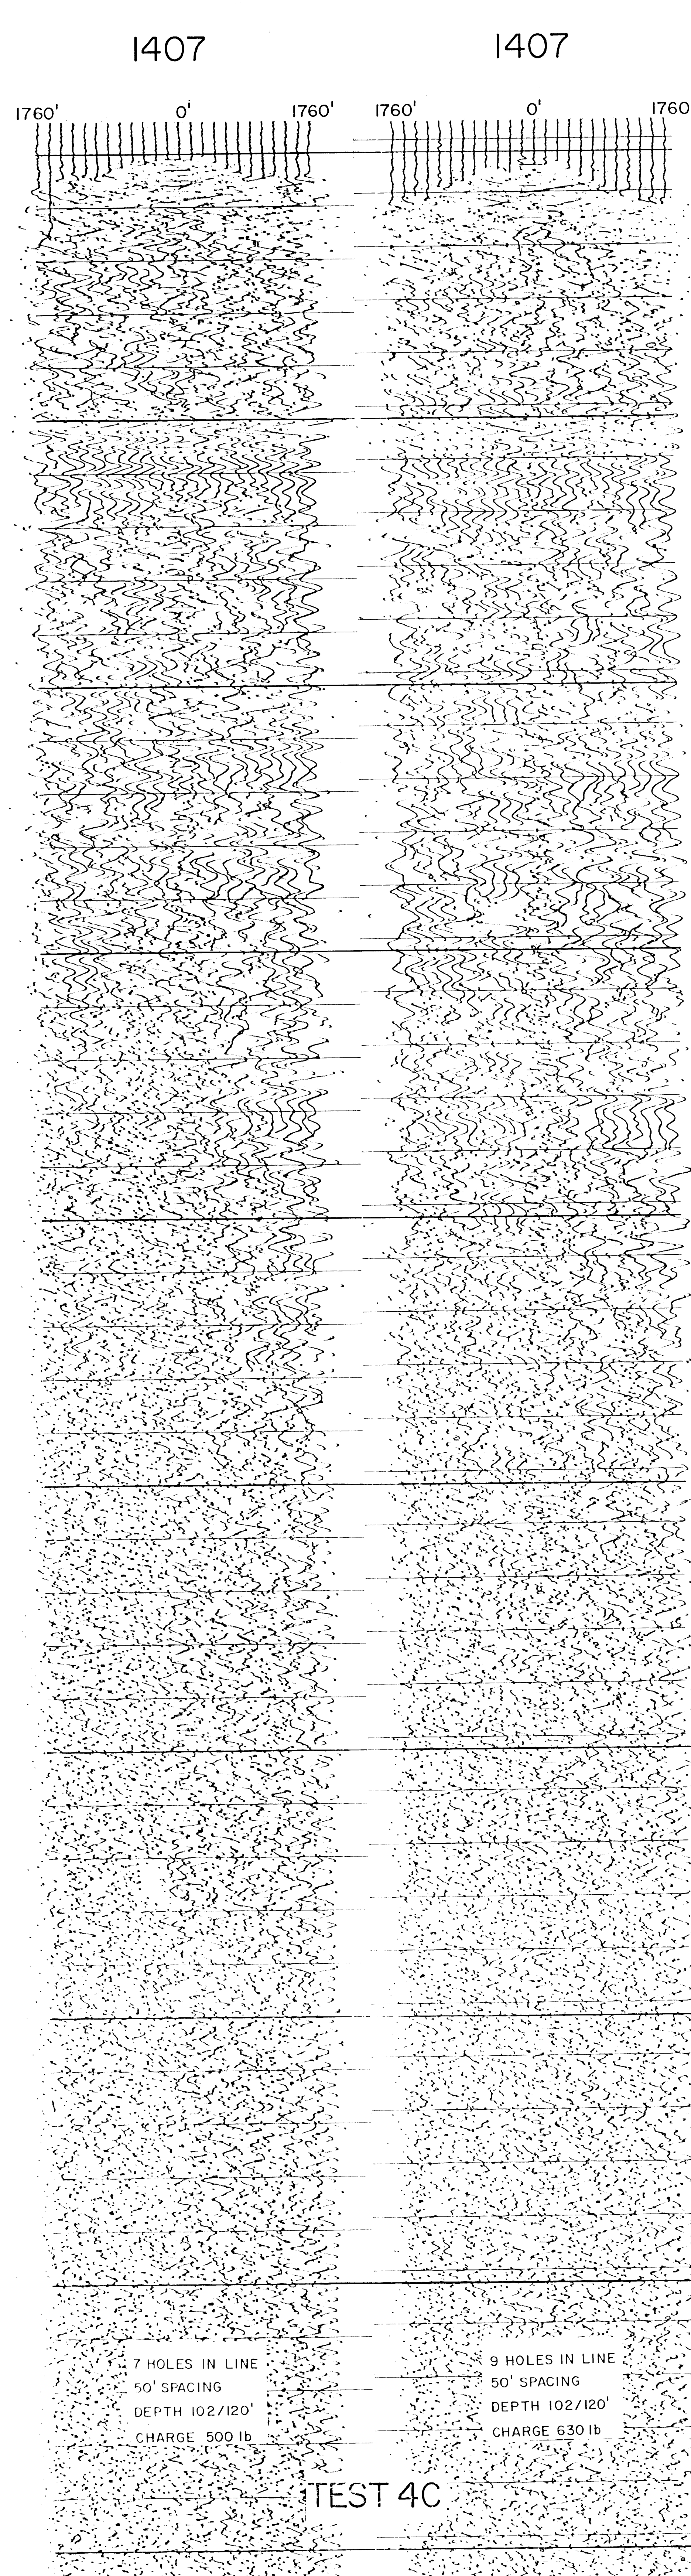 1407 1407
1760' 0' 1760' 1760' 0' 1760
7 HOLES IN LINE
50' SPACING
DEPTH 102/120'
CHARGE 500 lb
9 HOLES IN LINE
50' SPACING
DEPTH 102/120'
CHARGE 630 lb
TEST 4C